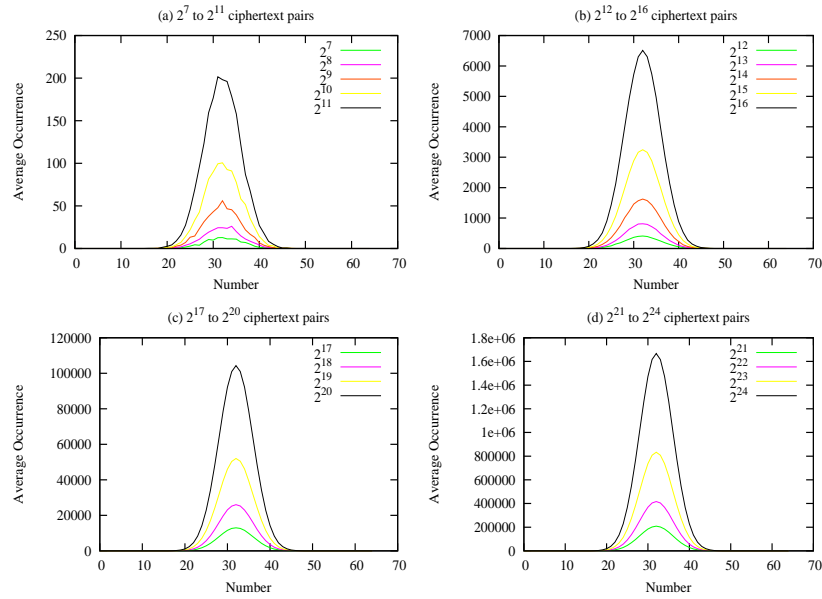 (a) 2^7 to 2^11 ciphertext pairs
250
200
150
100
50
0
0 10 20 30 40 50 60 70
Average Occurrence
Number
2^7
2^8
2^9
2^10
2^11
(b) 2^12 to 2^16 ciphertext pairs
7000
6000
5000
4000
3000
2000
1000
0
0 10 20 30 40 50 60 70
Average Occurrence
Number
2^12
2^13
2^14
2^15
2^16
(c) 2^17 to 2^20 ciphertext pairs
120000
100000
80000
60000
40000
20000
0
0 10 20 30 40 50 60 70
Average Occurrence
Number
2^17
2^18
2^19
2^20
(d) 2^21 to 2^24 ciphertext pairs
1.8e+06
1.6e+06
1.4e+06
1.2e+06
1e+06
800000
600000
400000
200000
0
0 10 20 30 40 50 60 70
Average Occurrence
Number
2^21
2^22
2^23
2^24